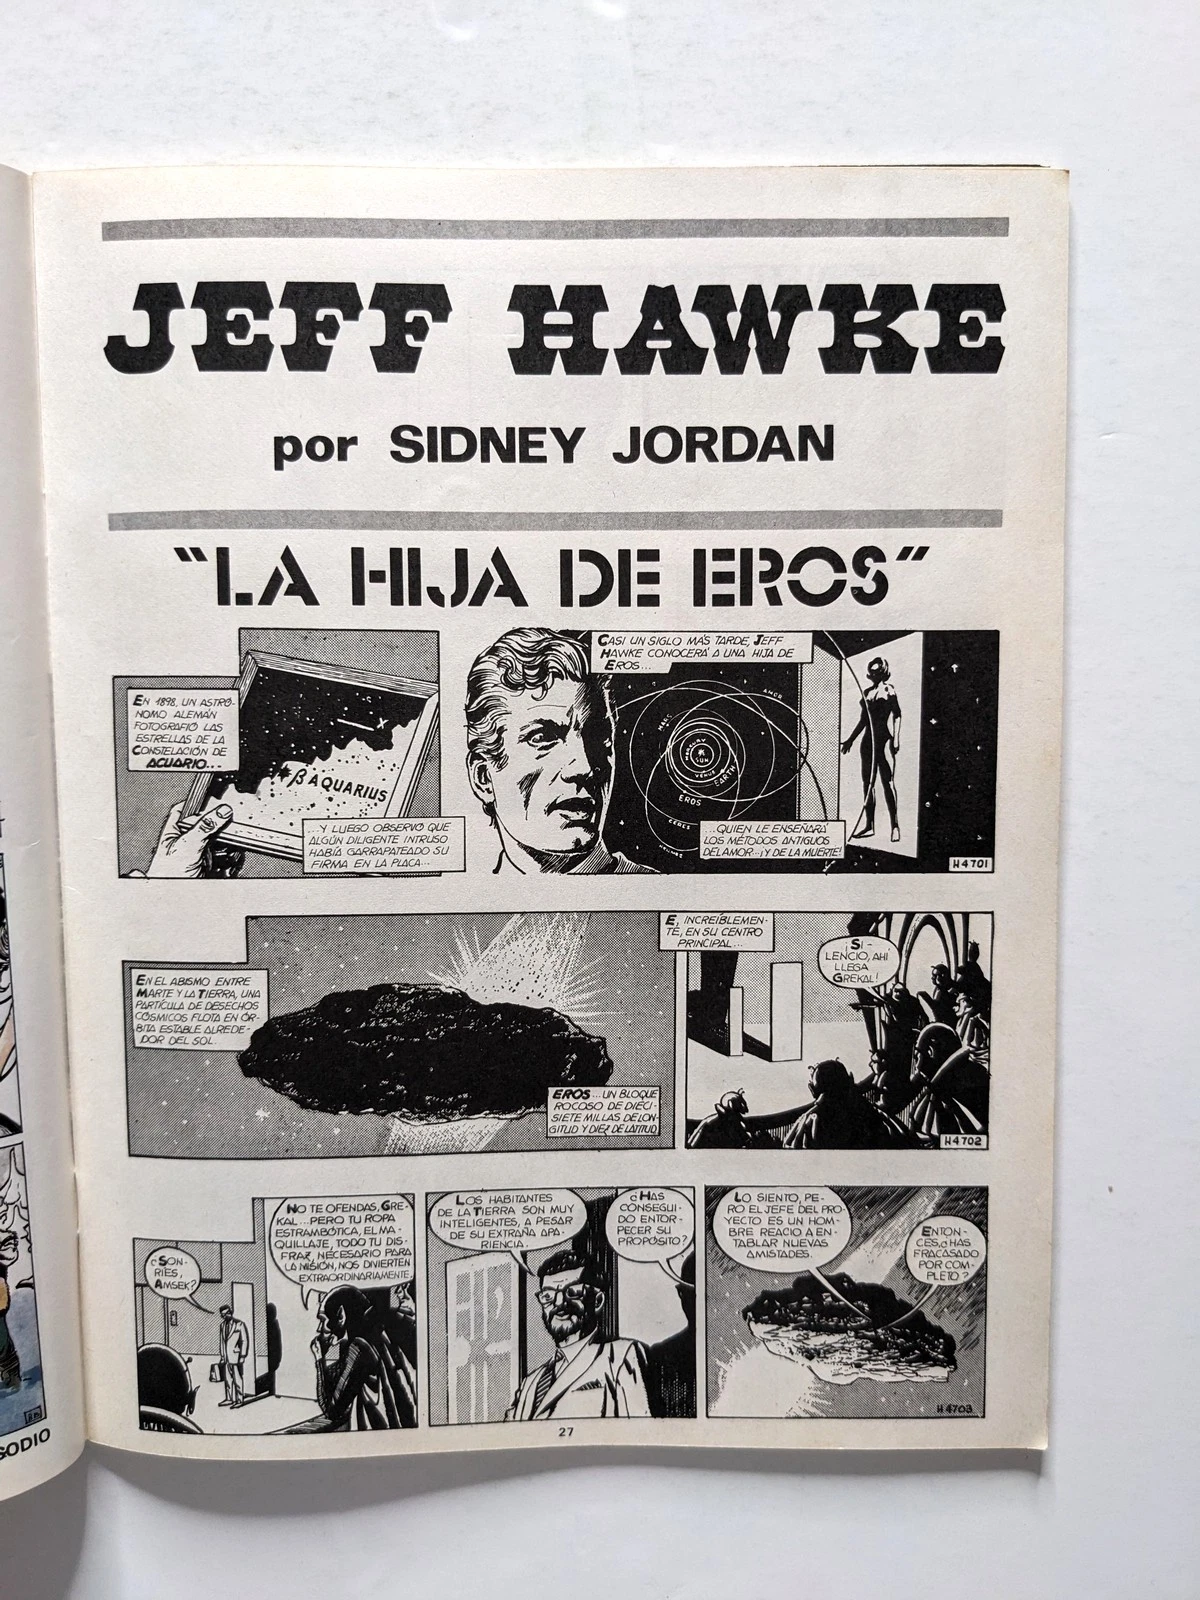 JEFF HAWKE
por SIDNEY JORDAN
"LA HIJA DE EROS"
EN 1898, UN ASTRÓ-
NOMO ALEMÁN
FOTOGRAFIÓ LAS
ESTRELLAS DE LA
CONSTELACIÓN DE
ACUARIO...
X
β AQUARIUS
...Y LUEGO OBSERVÓ QUE
ALGÚN DILIGENTE INTRUSO
HABÍA GARRAPATEADO SU
FIRMA EN LA PLACA...
CASI UN SIGLO MÁS TARDE, JEFF
HAWKE CONOCERÁ A UNA HIJA DE
EROS...
AMOR
MARS
MERCURY
SUN
VENUS
EARTH
EROS
CERES
...QUIEN LE ENSEÑARÁ
LOS MÉTODOS ANTIGUOS
DEL AMOR...¡Y DE LA MUERTE!
H4701
EN EL ABISMO ENTRE
MARTE Y LA TIERRA, UNA
PARTÍCULA DE DESECHOS
CÓSMICOS FLOTA EN ÓR-
BITA ESTABLE ALREDE-
DOR DEL SOL.
EROS...UN BLOQUE
ROCOSO DE DIECI-
SIETE MILLAS DE LON-
GITUD Y DIEZ DE LATITUD
E, INCREÍBLEMEN-
TE, EN SU CENTRO
PRINCIPAL...
¡SI-
LENCIO, AHÍ
LLEGA
GREKAL!
H4702
¿SON-
RÍES,
AMSEK?
NO TE OFENDAS, GRE-
KAL...PERO TU ROPA
ESTRAMBÓTICA, EL MA-
QUILLAJE, TODO TU DIS-
FRAZ, NECESARIO PARA
LA MISIÓN, NOS DIVIERTEN
EXTRAORDINARIAMENTE.
LOS HABITANTES
DE LA TIERRA SON MUY
INTELIGENTES, A PESAR
DE SU EXTRAÑA APA-
RIENCIA.
¿HAS
CONSEGUI-
DO ENTOR-
PECER SU
PROPÓSITO?
LO SIENTO, PE-
RO EL JEFE DEL PRO-
YECTO ES UN HOM-
BRE REACIO A EN-
TABLAR NUEVAS
AMISTADES.
ENTON-
CES, ¿HAS
FRACASADO
POR COM-
PLETO?
H4703
27
SODIO